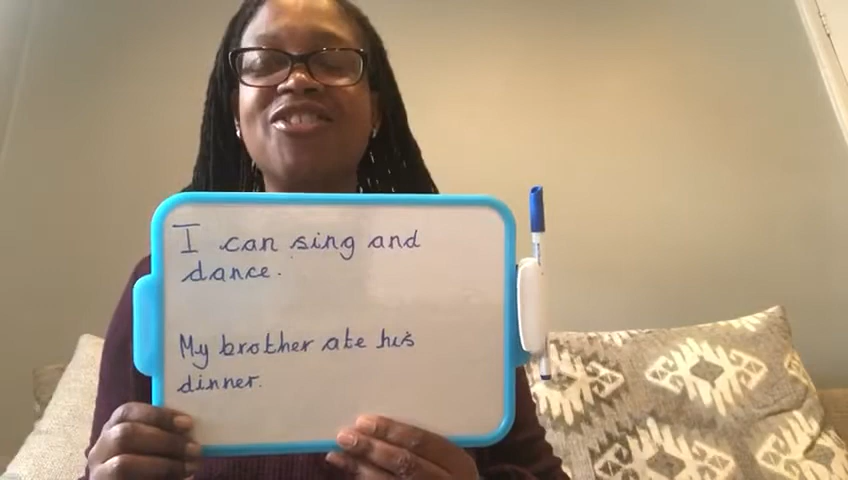 I can sing and
dance.
My brother ate his
dinner.